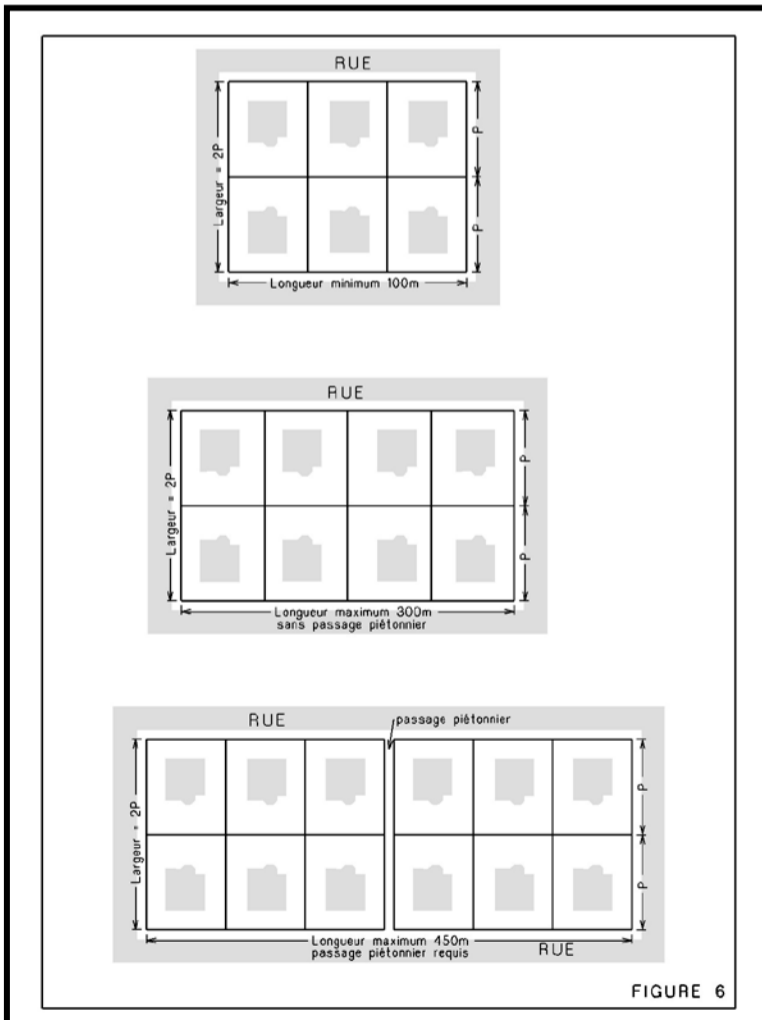 RUE
Largeur = 2P
P
P
Longueur minimum 100m
RUE
Largeur = 2P
P
P
Longueur maximum 300m
sans passage piétonnier
RUE
passage piétonnier
Largeur = 2P
P
P
Longueur maximum 450m
passage piétonnier requis
RUE
FIGURE 6